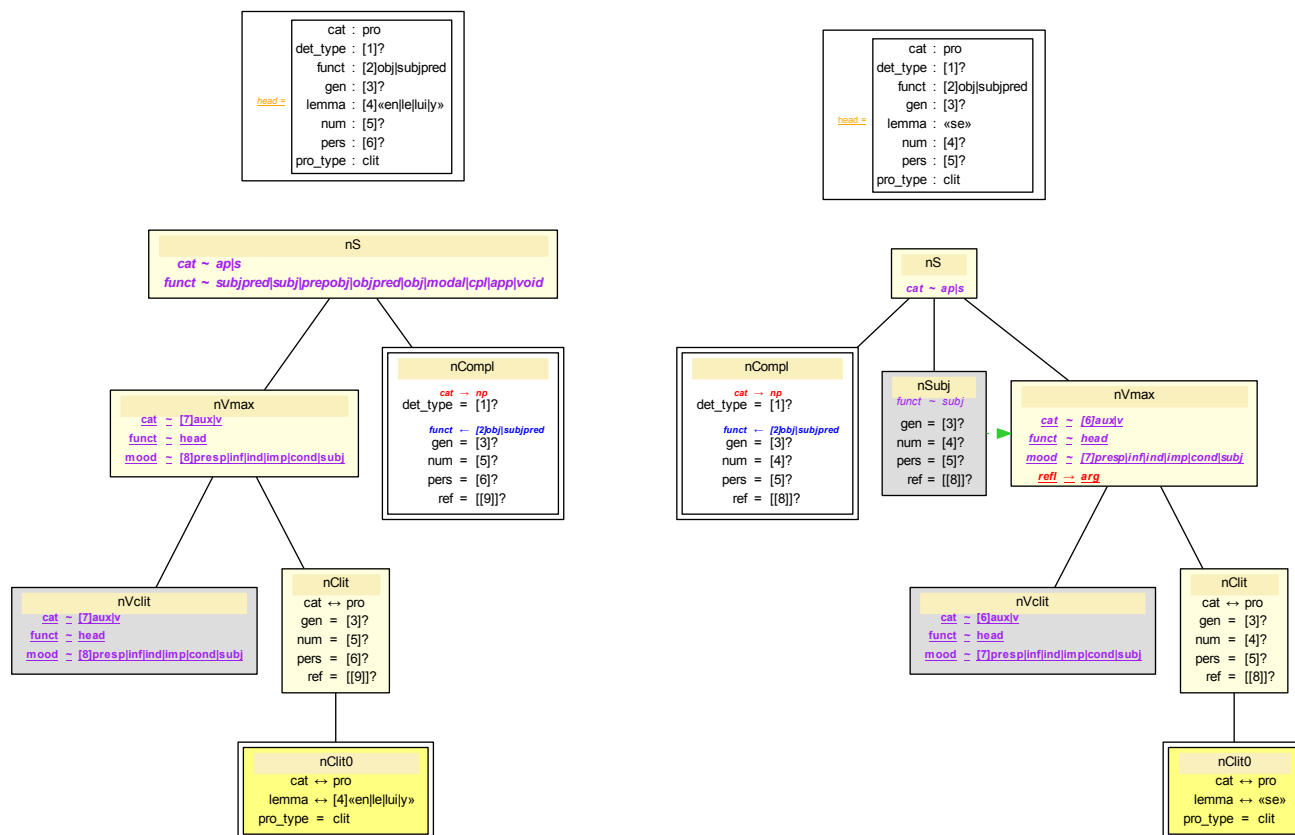 cat : pro
det_type : [1]?
funct : [2]obj|subjpred
gen : [3]?
head =
lemma : [4]«en|le|lui|y»
num : [5]?
pers : [6]?
pro_type : clit
nS
cat ~ ap|s
funct ~ subjpred|subj|prepobj|objpred|obj|modal|cpl|app|void
nCompl
cat → np
det_type = [1]?
funct ← [2]obj|subjpred
gen = [3]?
num = [5]?
pers = [6]?
ref = [[9]]?
nVmax
cat ~ [7]aux|v
funct ~ head
mood ~ [8]presp|inf|ind|imp|cond|subj
nVclit
cat ~ [7]aux|v
funct ~ head
mood ~ [8]presp|inf|ind|imp|cond|subj
nClit
cat ↔ pro
gen = [3]?
num = [5]?
pers = [6]?
ref = [[9]]?
nClit0
cat ↔ pro
lemma ↔ [4]«en|le|lui|y»
pro_type = clit
cat : pro
det_type : [1]?
funct : [2]obj|subjpred
gen : [3]?
head =
lemma : «se»
num : [4]?
pers : [5]?
pro_type : clit
nS
cat ~ ap|s
nCompl
cat → np
det_type = [1]?
funct ← [2]obj|subjpred
gen = [3]?
num = [4]?
pers = [5]?
ref = [[8]]?
nSubj
funct ~ subj
gen = [3]?
num = [4]?
pers = [5]?
ref = [[8]]?
nVmax
cat ~ [6]aux|v
funct ~ head
mood ~ [7]presp|inf|ind|imp|cond|subj
refl → arg
nVclit
cat ~ [6]aux|v
funct ~ head
mood ~ [7]presp|inf|ind|imp|cond|subj
nClit
cat ↔ pro
gen = [3]?
num = [4]?
pers = [5]?
ref = [[8]]?
nClit0
cat ↔ pro
lemma ↔ «se»
pro_type = clit